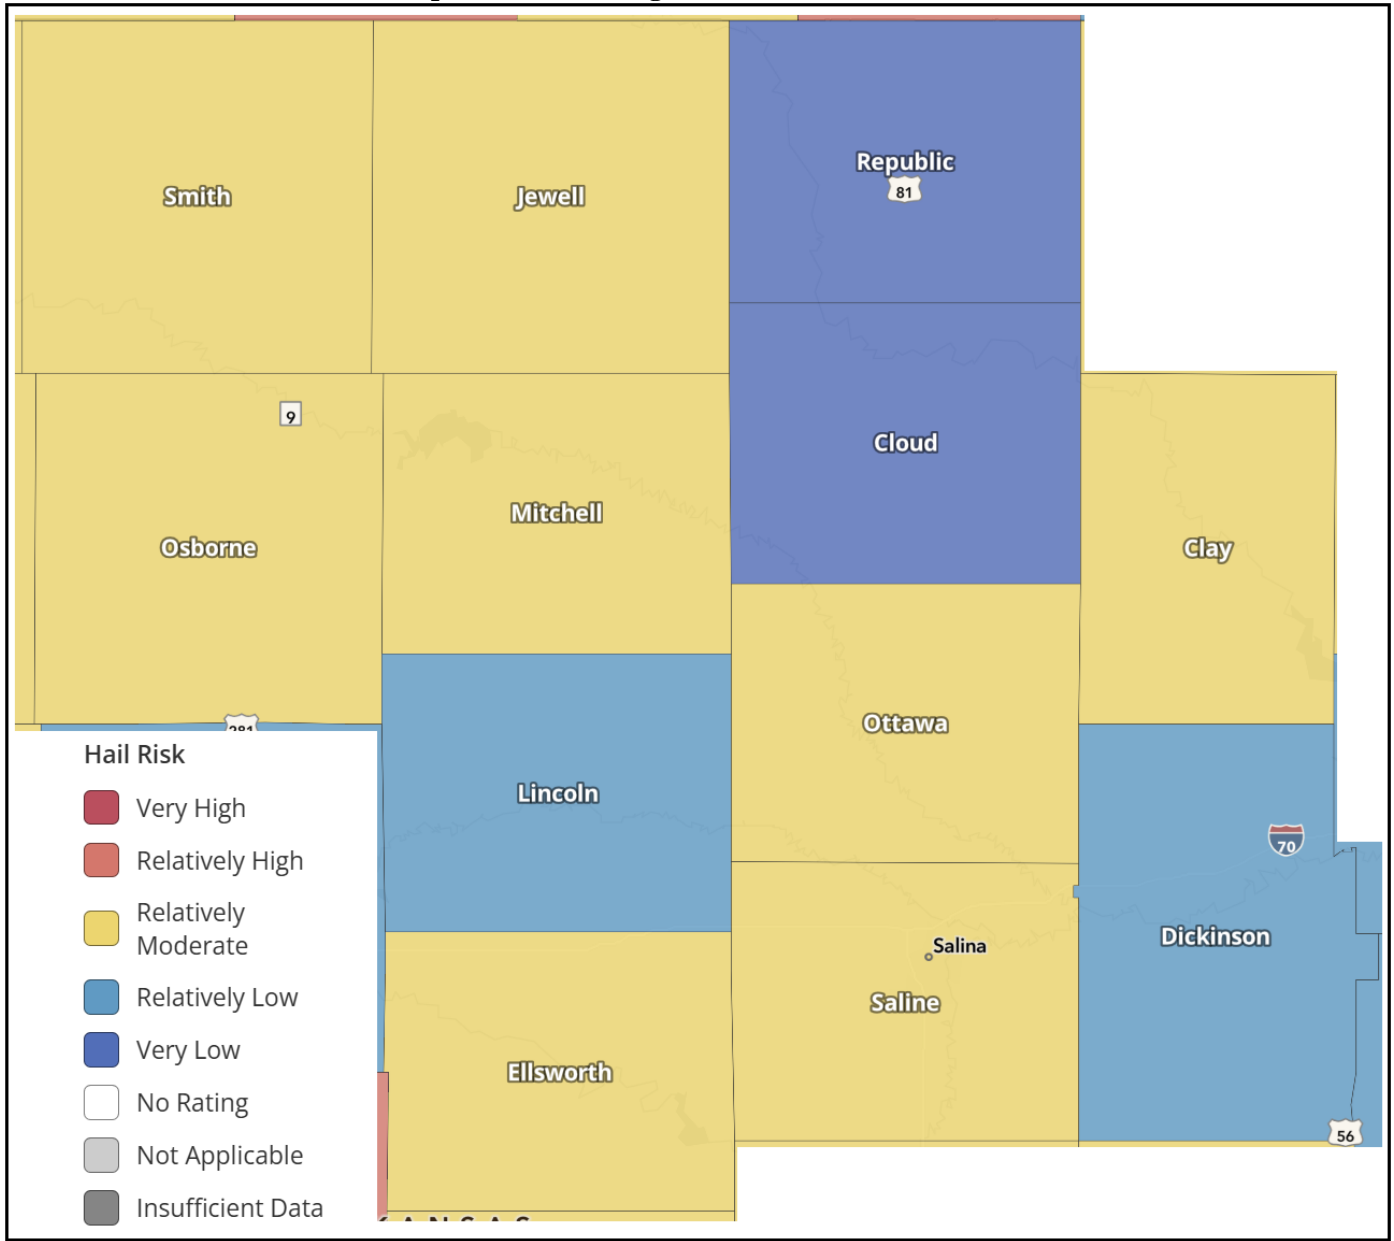 Republic
81
Smith
Jewell
9
Cloud
Mitchell
Osborne
Clay
281
Ottawa
Lincoln
70
Dickinson
Salina
Saline
Ellsworth
56
Hail Risk
Very High
Relatively High
Relatively
Moderate
Relatively Low
Very Low
No Rating
Not Applicable
Insufficient Data